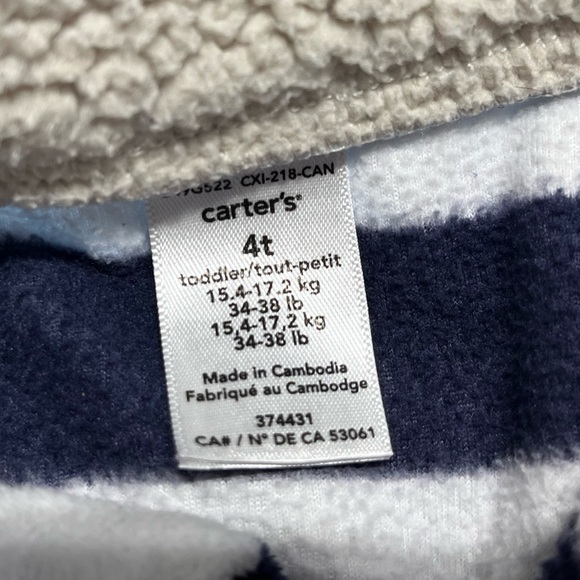 CXI-218-CAN
carter's®
4t
toddler/tout-petit
15.4-17.2 kg
34-38 lb
15,4-17,2 kg
34-38 lb
Made in Cambodia
Fabriqué au Cambodge
374431
CA# / N° DE CA 53061